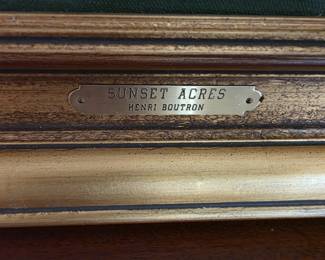 SUNSET ACRES
HENRI BOUTRON